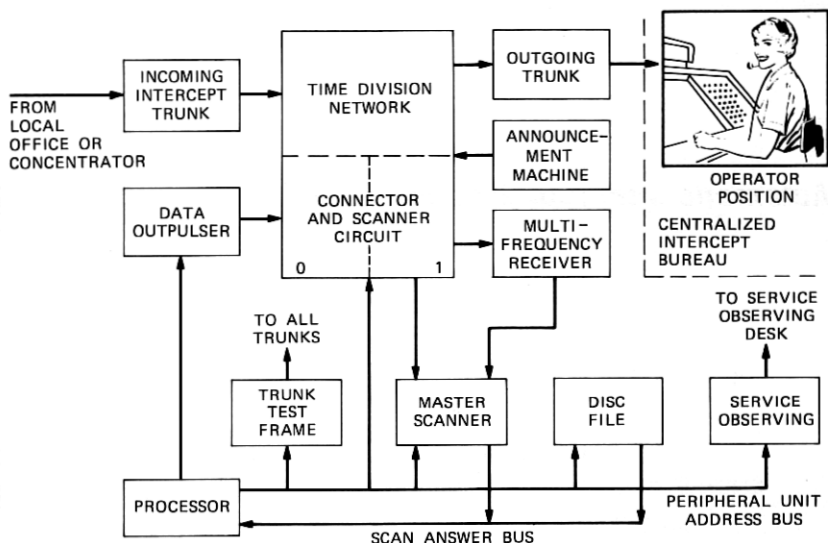 INCOMING
INTERCEPT
TRUNK
FROM
LOCAL
OFFICE OR
CONCENTRATOR
TIME DIVISION
NETWORK
OUTGOING
TRUNK
ANNOUNCE-
MENT
MACHINE
OPERATOR
POSITION
CENTRALIZED
INTERCEPT
BUREAU
DATA
OUTPULSER
CONNECTOR
AND SCANNER
CIRCUIT
0 1
MULTI-
FREQUENCY
RECEIVER
TO ALL
TRUNKS
TO SERVICE
OBSERVING
DESK
TRUNK
TEST
FRAME
MASTER
SCANNER
DISC
FILE
SERVICE
OBSERVING
PROCESSOR
PERIPHERAL UNIT
ADDRESS BUS
SCAN ANSWER BUS